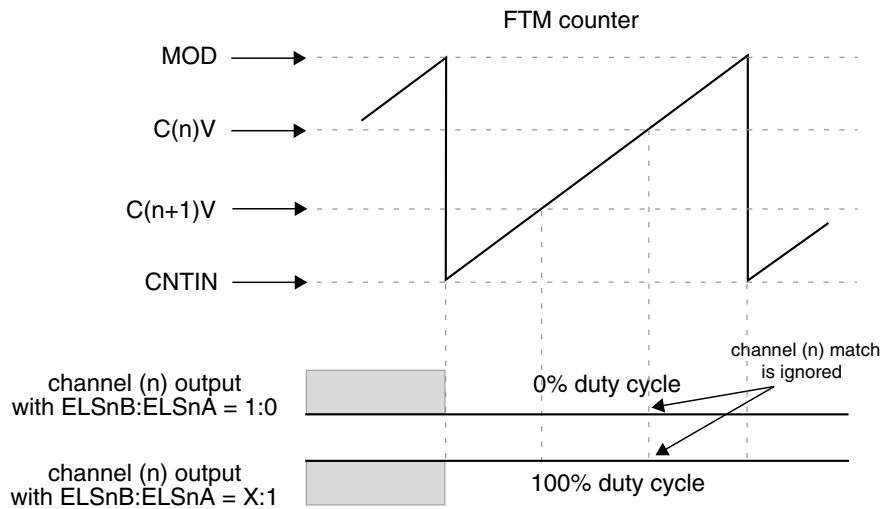 FTM counter
MOD
C(n)V
C(n+1)V
CNTIN
channel (n) match
is ignored
channel (n) output
with ELSnB:ELSnA = 1:0
0% duty cycle
channel (n) output
with ELSnB:ELSnA = X:1
100% duty cycle